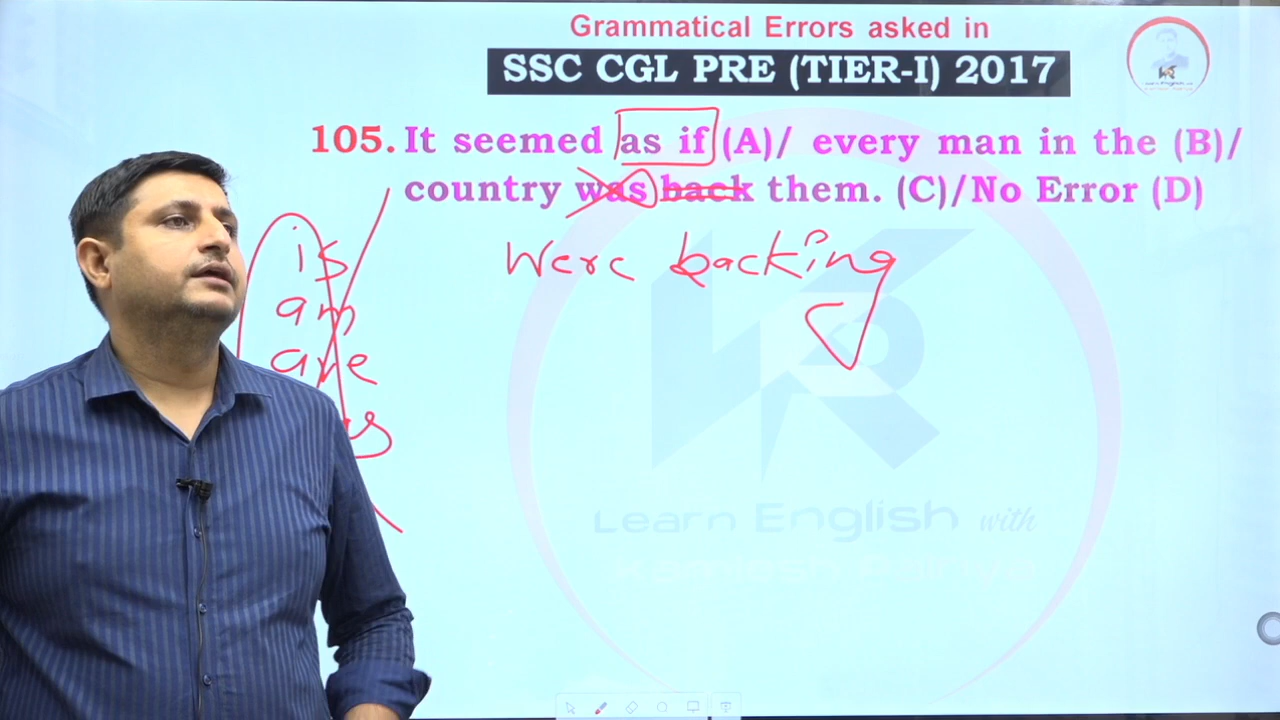 Grammatical Errors asked in
SSC CGL PRE (TIER-I) 2017
105. It seemed as if (A)/ every man in the (B)/
country was back them. (C)/No Error (D)
Were backing
is
am
are
Learn English with